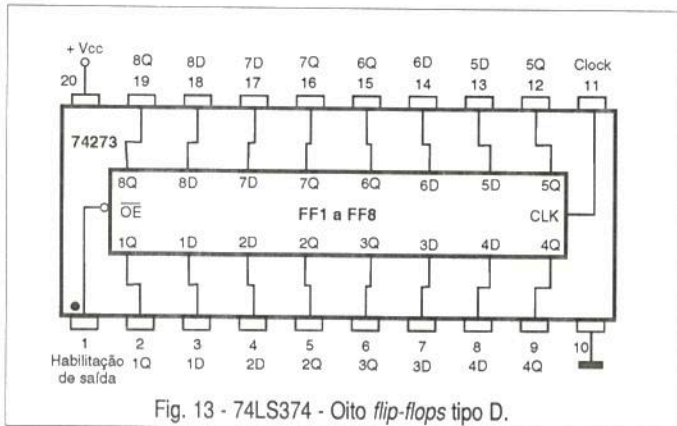 + Vcc
8Q 8D 7D 7Q 6Q 6D 5D 5Q Clock
20 19 18 17 16 15 14 13 12 11
74273
8Q 8D 7D 7Q 6Q 6D 5D 5Q
OE FF1 a FF8 CLK
1Q 1D 2D 2Q 3Q 3D 4D 4Q
1 2 3 4 5 6 7 8 9 10
Habilitação 1Q 1D 2D 2Q 3Q 3D 4D 4Q
de saída
Fig. 13 - 74LS374 - Oito flip-flops tipo D.